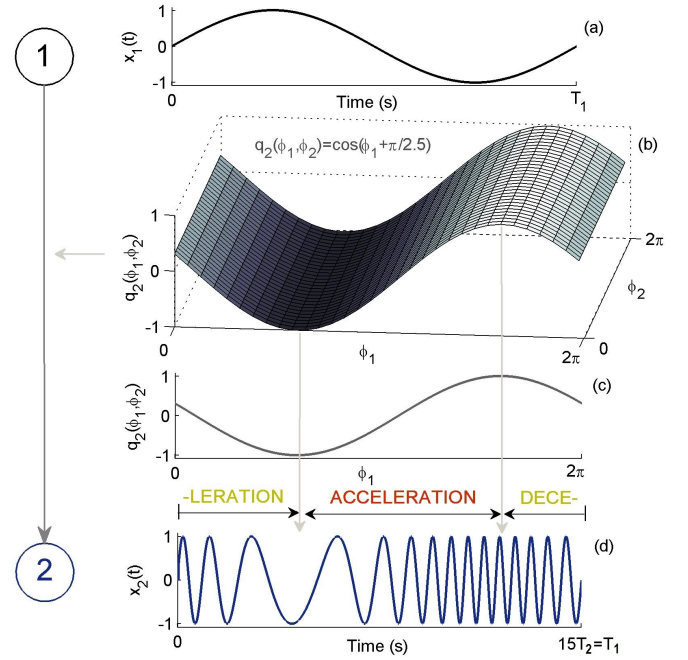 1
(a)
x₁(t)
1
0
-1
0
Time (s)
T₁
(b)
q₂(ϕ₁,ϕ₂)=cos(ϕ₁+π/2.5)
q₂(ϕ₁,ϕ₂)
1
0
-1
0
ϕ₁
2π
0
ϕ₂
2π
(c)
q₂(ϕ₁,ϕ₂)
1
0
-1
0
ϕ₁
2π
-LERATION
ACCELERATION
DECE-
2
(d)
x₂(t)
1
0
-1
0
Time (s)
15T₂=T₁